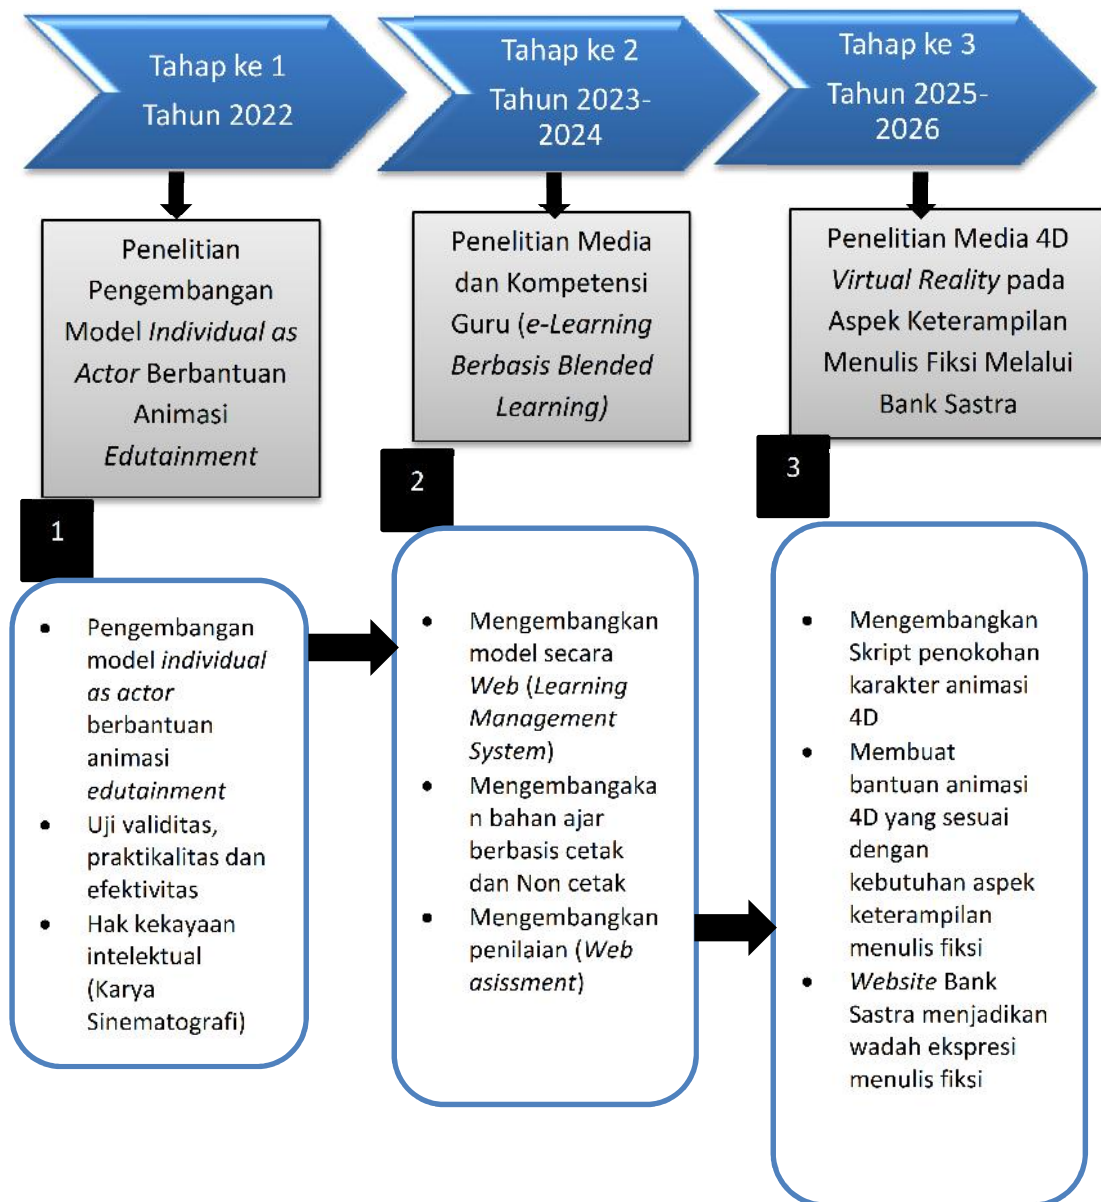 Tahap ke 1
Tahun 2022
Tahap ke 2
Tahun 2023-
2024
Tahap ke 3
Tahun 2025-
2026
Penelitian
Pengembangan
Model Individual as
Actor Berbantuan
Animasi
Edutainment
Penelitian Media
dan Kompetensi
Guru (e-Learning
Berbasis Blended
Learning)
Penelitian Media 4D
Virtual Reality pada
Aspek Keterampilan
Menulis Fiksi Melalui
Bank Sastra
1
2
3
• Pengembangan
model individual
as actor
berbantuan
animasi
edutainment
• Uji validitas,
praktikalitas dan
efektivitas
• Hak kekayaan
intelektual
(Karya
Sinematografi)
• Mengembangkan
model secara
Web (Learning
Management
System)
• Mengembangaka
n bahan ajar
berbasis cetak
dan Non cetak
• Mengembangkan
penilaian (Web
asissment)
• Mengembangkan
Skript penokohan
karakter animasi
4D
• Membuat
bantuan animasi
4D yang sesuai
dengan
kebutuhan aspek
keterampilan
menulis fiksi
• Website Bank
Sastra menjadikan
wadah ekspresi
menulis fiksi